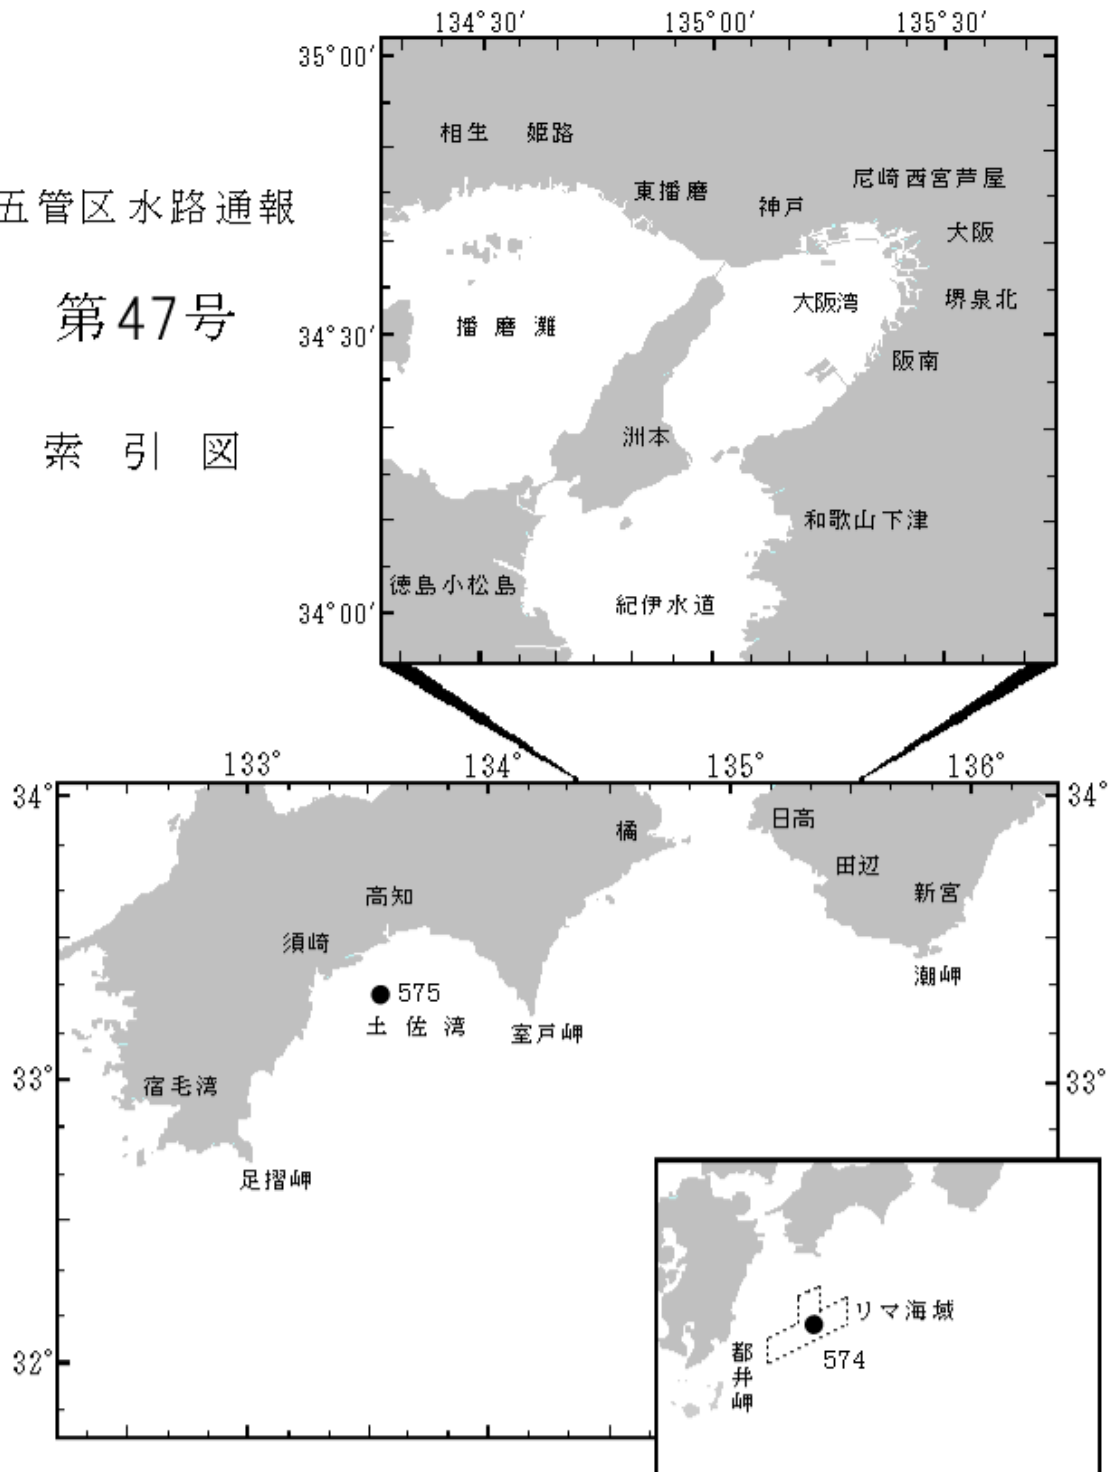 134°30′ 135°00′ 135°30′
35°00′
相生 姫路
東播磨
尼崎西宮芦屋
神戸
大阪
五管区水路通報
第47号
索引図
大阪湾
堺泉北
播磨灘
34°30′
阪南
洲本
和歌山下津
徳島小松島
紀伊水道
34°00′
133° 134° 135° 136°
34° 34°
橘
日高
田辺
高知
新宮
須崎
潮岬
575
土佐湾
室戸岬
33° 33°
宿毛湾
足摺岬
リマ海域
574
都井岬
32°